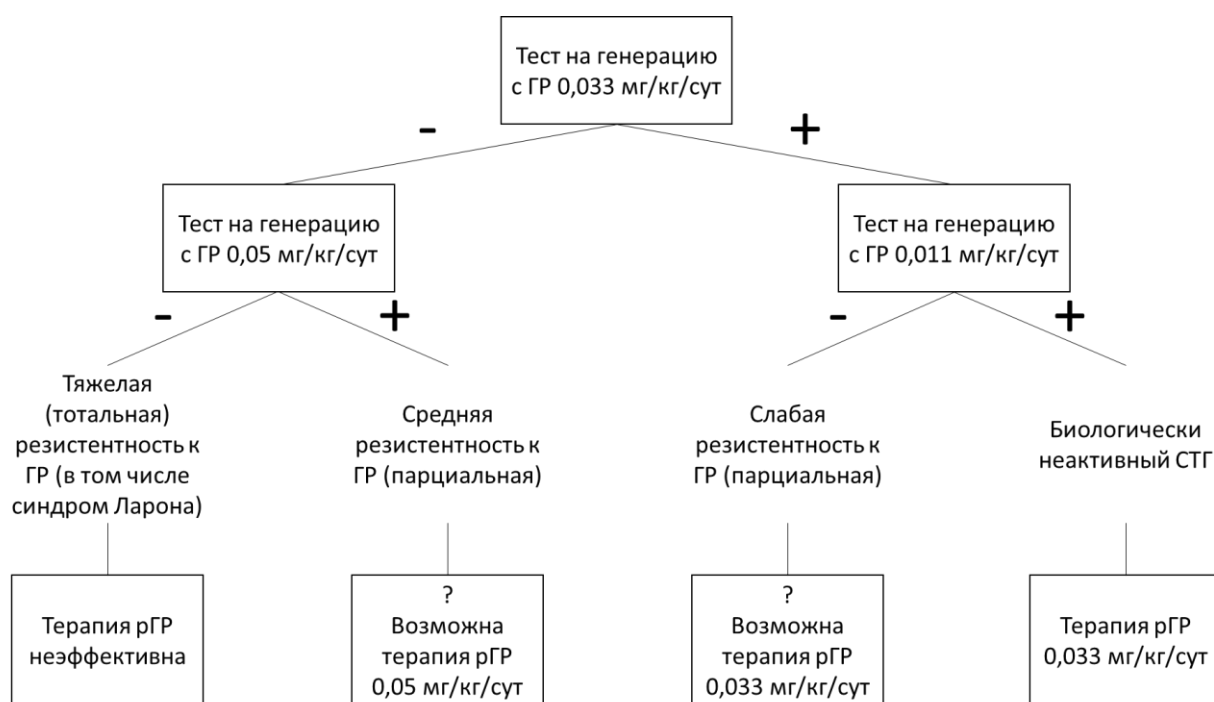 Тест на генерацию
с ГР 0,033 мг/кг/сут
-
+
Тест на генерацию
с ГР 0,05 мг/кг/сут
Тест на генерацию
с ГР 0,011 мг/кг/сут
-
+
-
+
Тяжелая
(тотальная)
резистентность к
ГР (в том числе
синдром Ларона)
Средняя
резистентность к
ГР (парциальная)
Слабая
резистентность к
ГР (парциальная)
Биологически
неактивный СТГ
Терапия рГР
неэффективна
?
Возможна
терапия рГР
0,05 мг/кг/сут
?
Возможна
терапия рГР
0,033 мг/кг/сут
Терапия рГР
0,033 мг/кг/сут